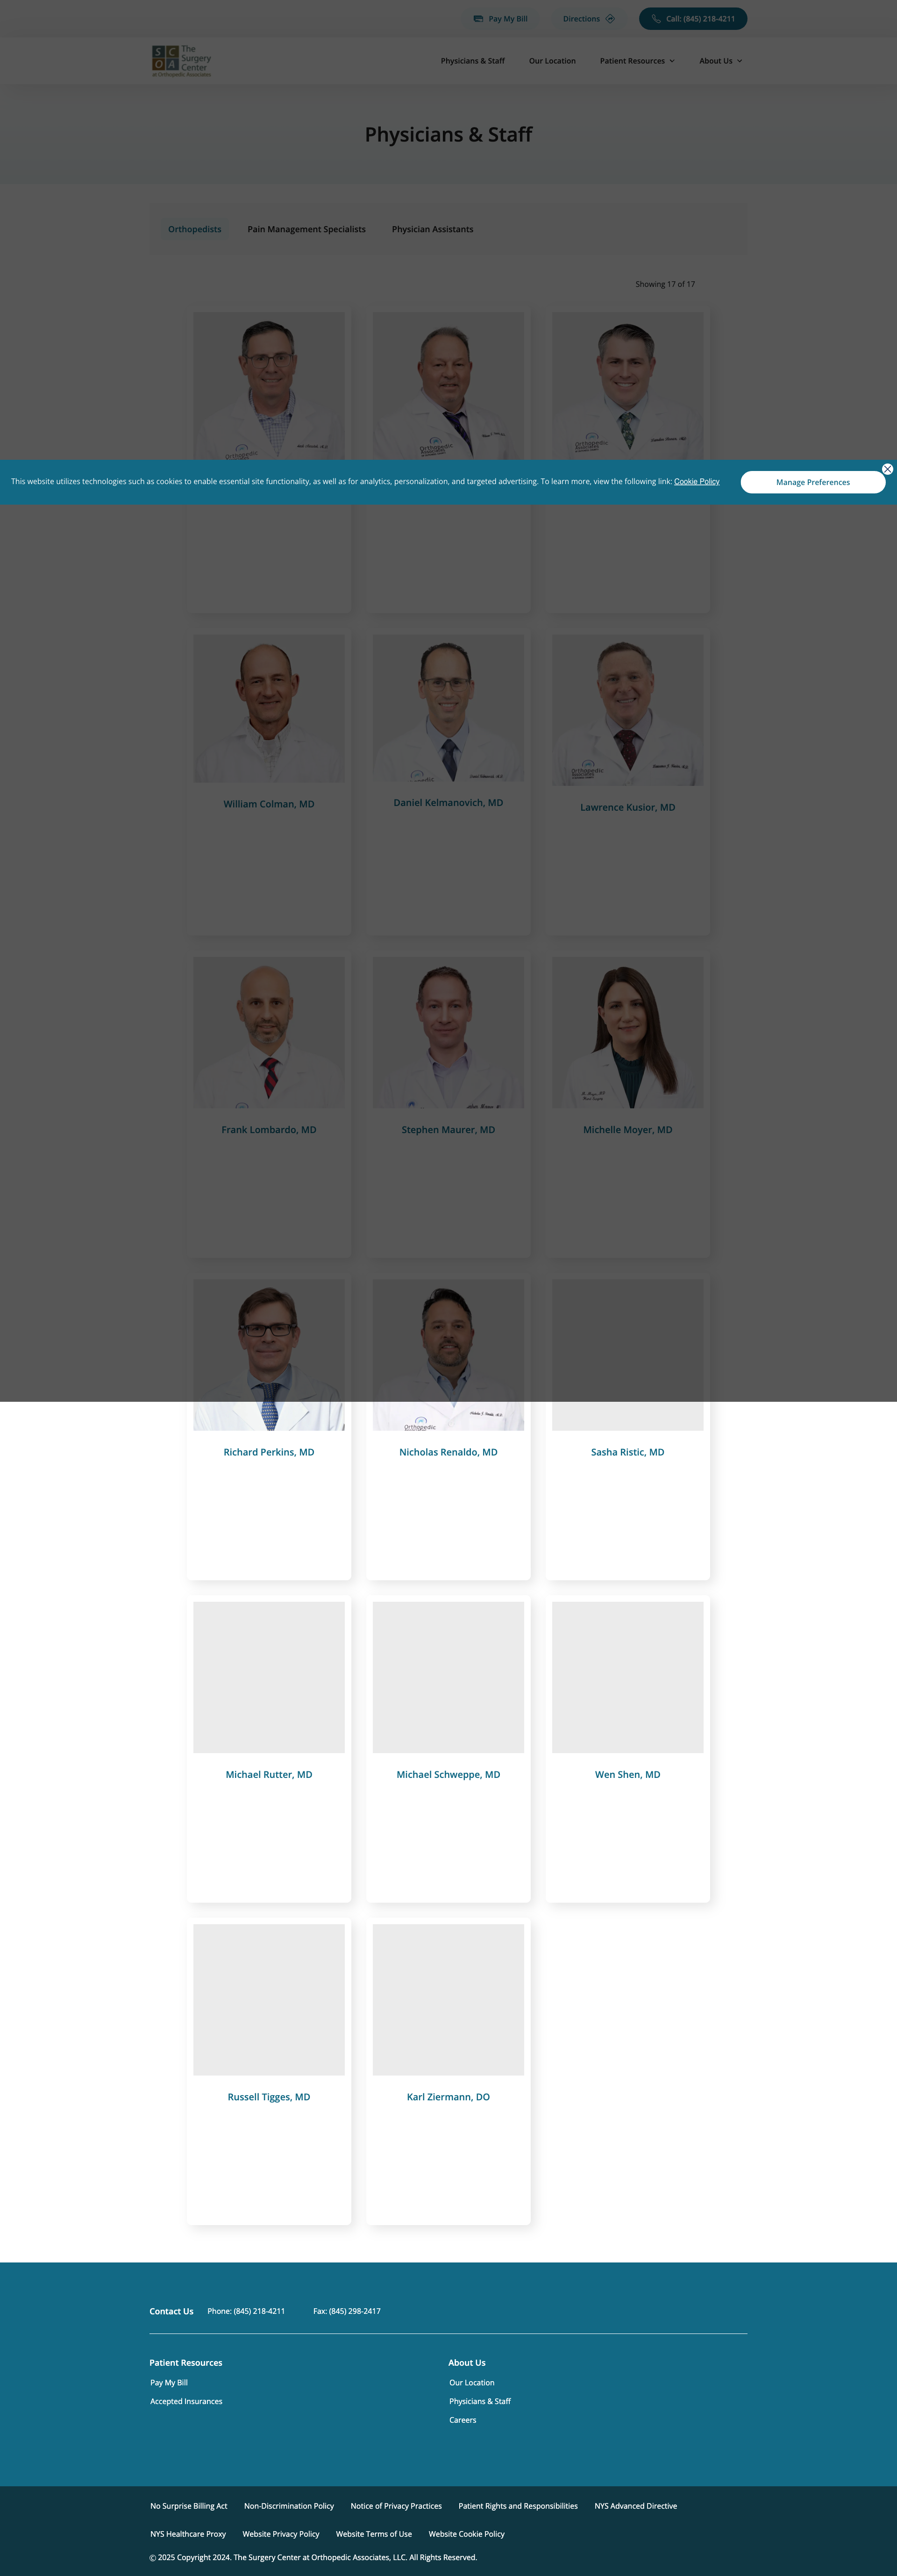 Pay My Bill
Directions
Call: (845) 218-4211
SCOA The Surgery Center
at Orthopedic Associates
Physicians & Staff
Our Location
Patient Resources
About Us
Physicians & Staff
Orthopedists
Pain Management Specialists
Physician Assistants
Showing 17 of 17
Orthopedic
Associates
Orthopedic
Associates
This website utilizes technologies such as cookies to enable essential site functionality, as well as for analytics, personalization, and targeted advertising. To learn more, view the following link: Cookie Policy
Manage Preferences
Orthopedic
Associates
William Colman, MD
Daniel Kelmanovich, MD
Lawrence Kusior, MD
Frank Lombardo, MD
Stephen Maurer, MD
Michelle Moyer, MD
Orthopedic
Richard Perkins, MD
Nicholas Renaldo, MD
Sasha Ristic, MD
Michael Rutter, MD
Michael Schweppe, MD
Wen Shen, MD
Russell Tigges, MD
Karl Ziermann, DO
Contact Us
Phone: (845) 218-4211
Fax: (845) 298-2417
Patient Resources
Pay My Bill
Accepted Insurances
About Us
Our Location
Physicians & Staff
Careers
No Surprise Billing Act
Non-Discrimination Policy
Notice of Privacy Practices
Patient Rights and Responsibilities
NYS Advanced Directive
NYS Healthcare Proxy
Website Privacy Policy
Website Terms of Use
Website Cookie Policy
© 2025 Copyright 2024. The Surgery Center at Orthopedic Associates, LLC. All Rights Reserved.